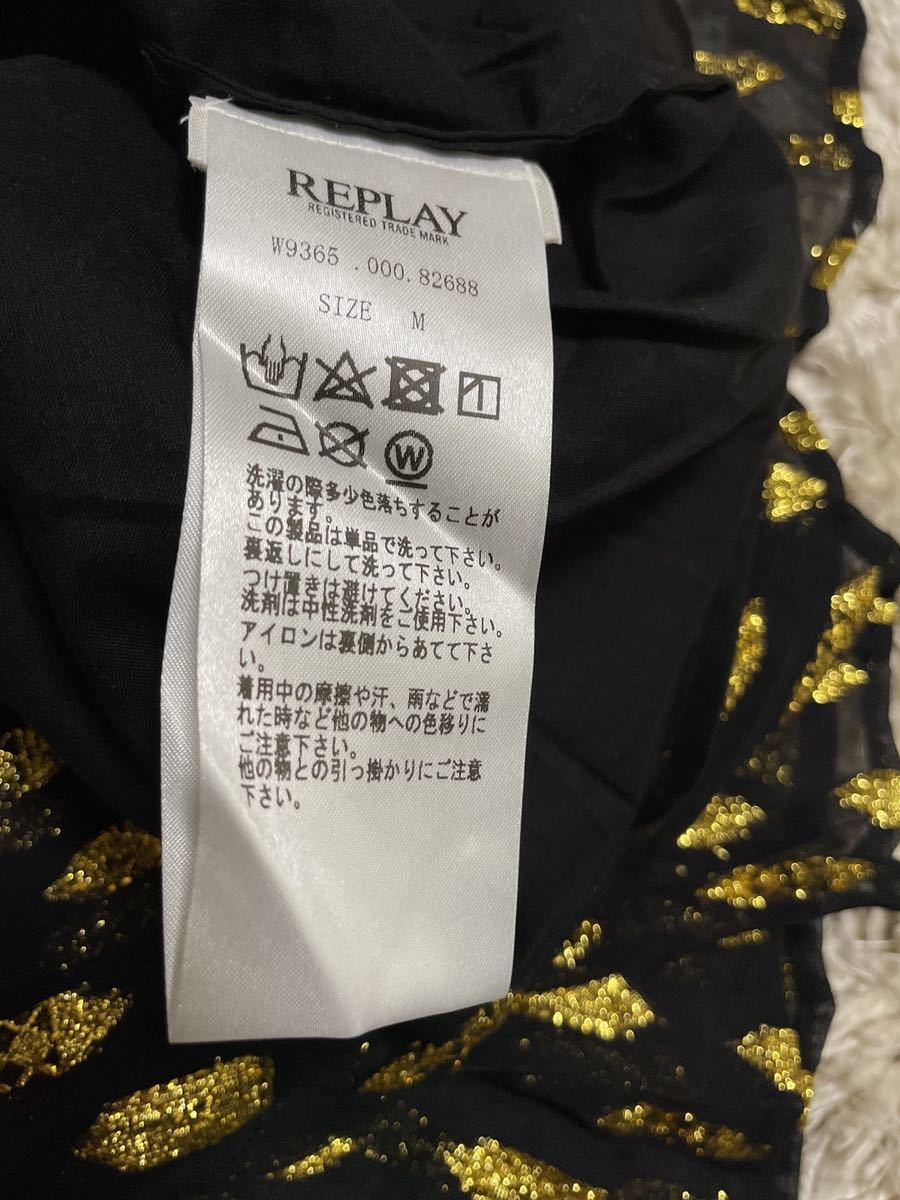 REPLAY
REGISTERED TRADE MARK
W9365 .000.82688
SIZE M
W
洗濯の際多少色落ちすることが
あります。
この製品は単品で洗って下さい。
裏返しにして洗って下さい。
つけ置きは避けてください。
洗剤は中性洗剤をご使用下さい。
アイロンは裏側からあてて下さ
い。
着用中の摩擦や汗、雨などで濡
れた時など他の物への色移りに
ご注意下さい。
他の物との引っ掛かりにご注意
下さい。